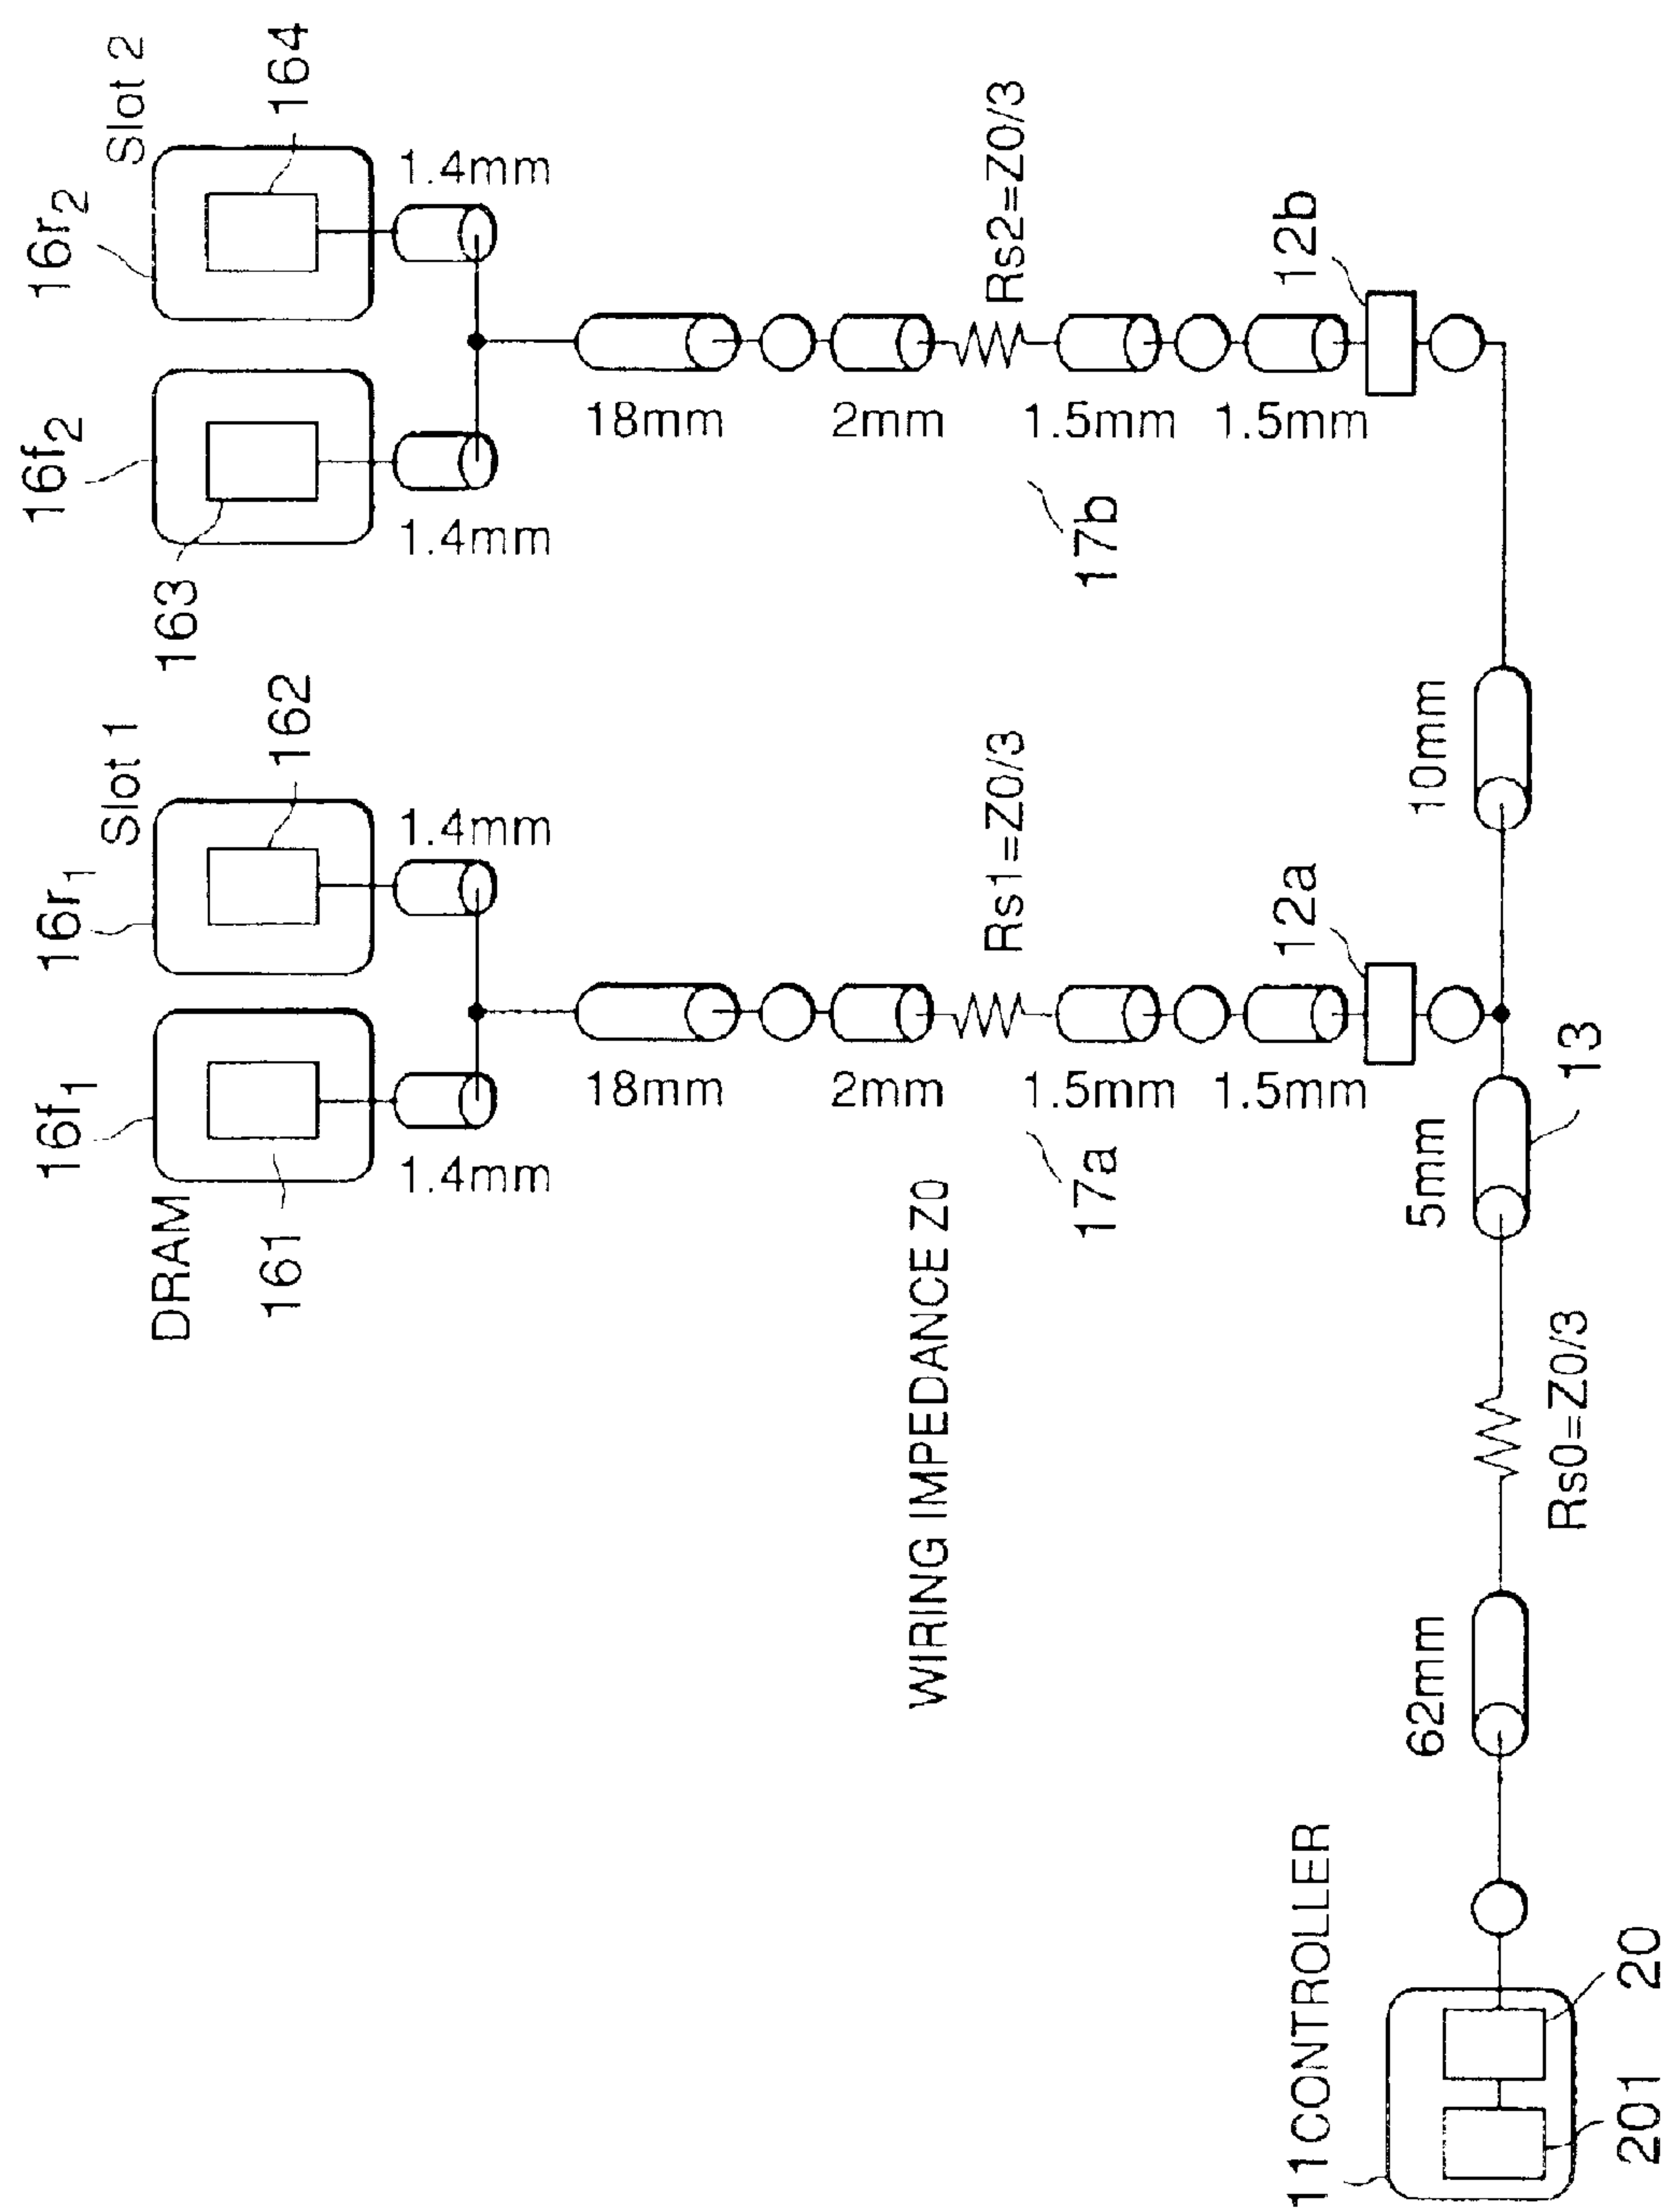 16f1
16r1
Slot 1
16f2
16r2
Slot 2
DRAM
161
162
163
164
1.4mm
1.4mm
1.4mm
1.4mm
18mm
2mm
1.5mm
1.5mm
Rs1=Z0/3
12a
17a
18mm
2mm
1.5mm
1.5mm
Rs2=Z0/3
12b
17b
WIRING IMPEDANCE Z0
11 CONTROLLER
62mm
5mm
10mm
13
Rs0=Z0/3
20
201